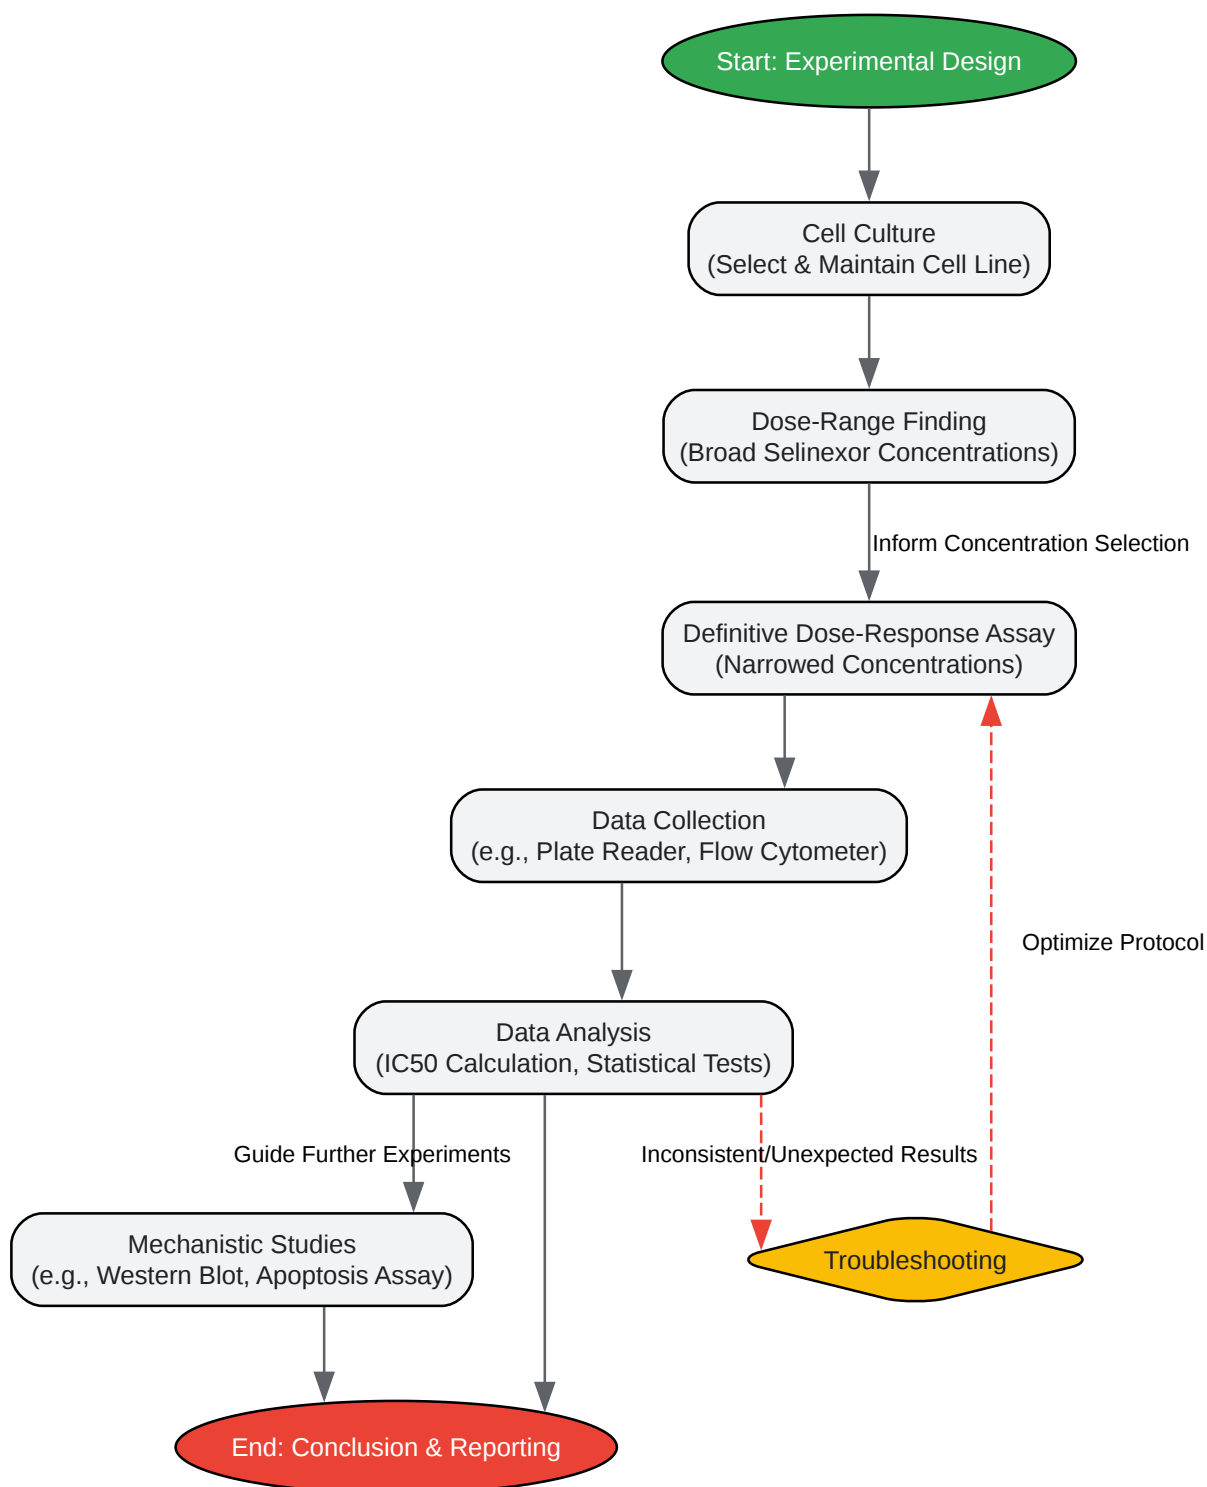 Start: Experimental Design
Cell Culture
(Select & Maintain Cell Line)
Dose-Range Finding
(Broad Selinexor Concentrations)
Inform Concentration Selection
Definitive Dose-Response Assay
(Narrowed Concentrations)
Data Collection
(e.g., Plate Reader, Flow Cytometer)
Optimize Protocol
Data Analysis
(IC50 Calculation, Statistical Tests)
Guide Further Experiments
Inconsistent/Unexpected Results
Mechanistic Studies
(e.g., Western Blot, Apoptosis Assay)
Troubleshooting
End: Conclusion & Reporting